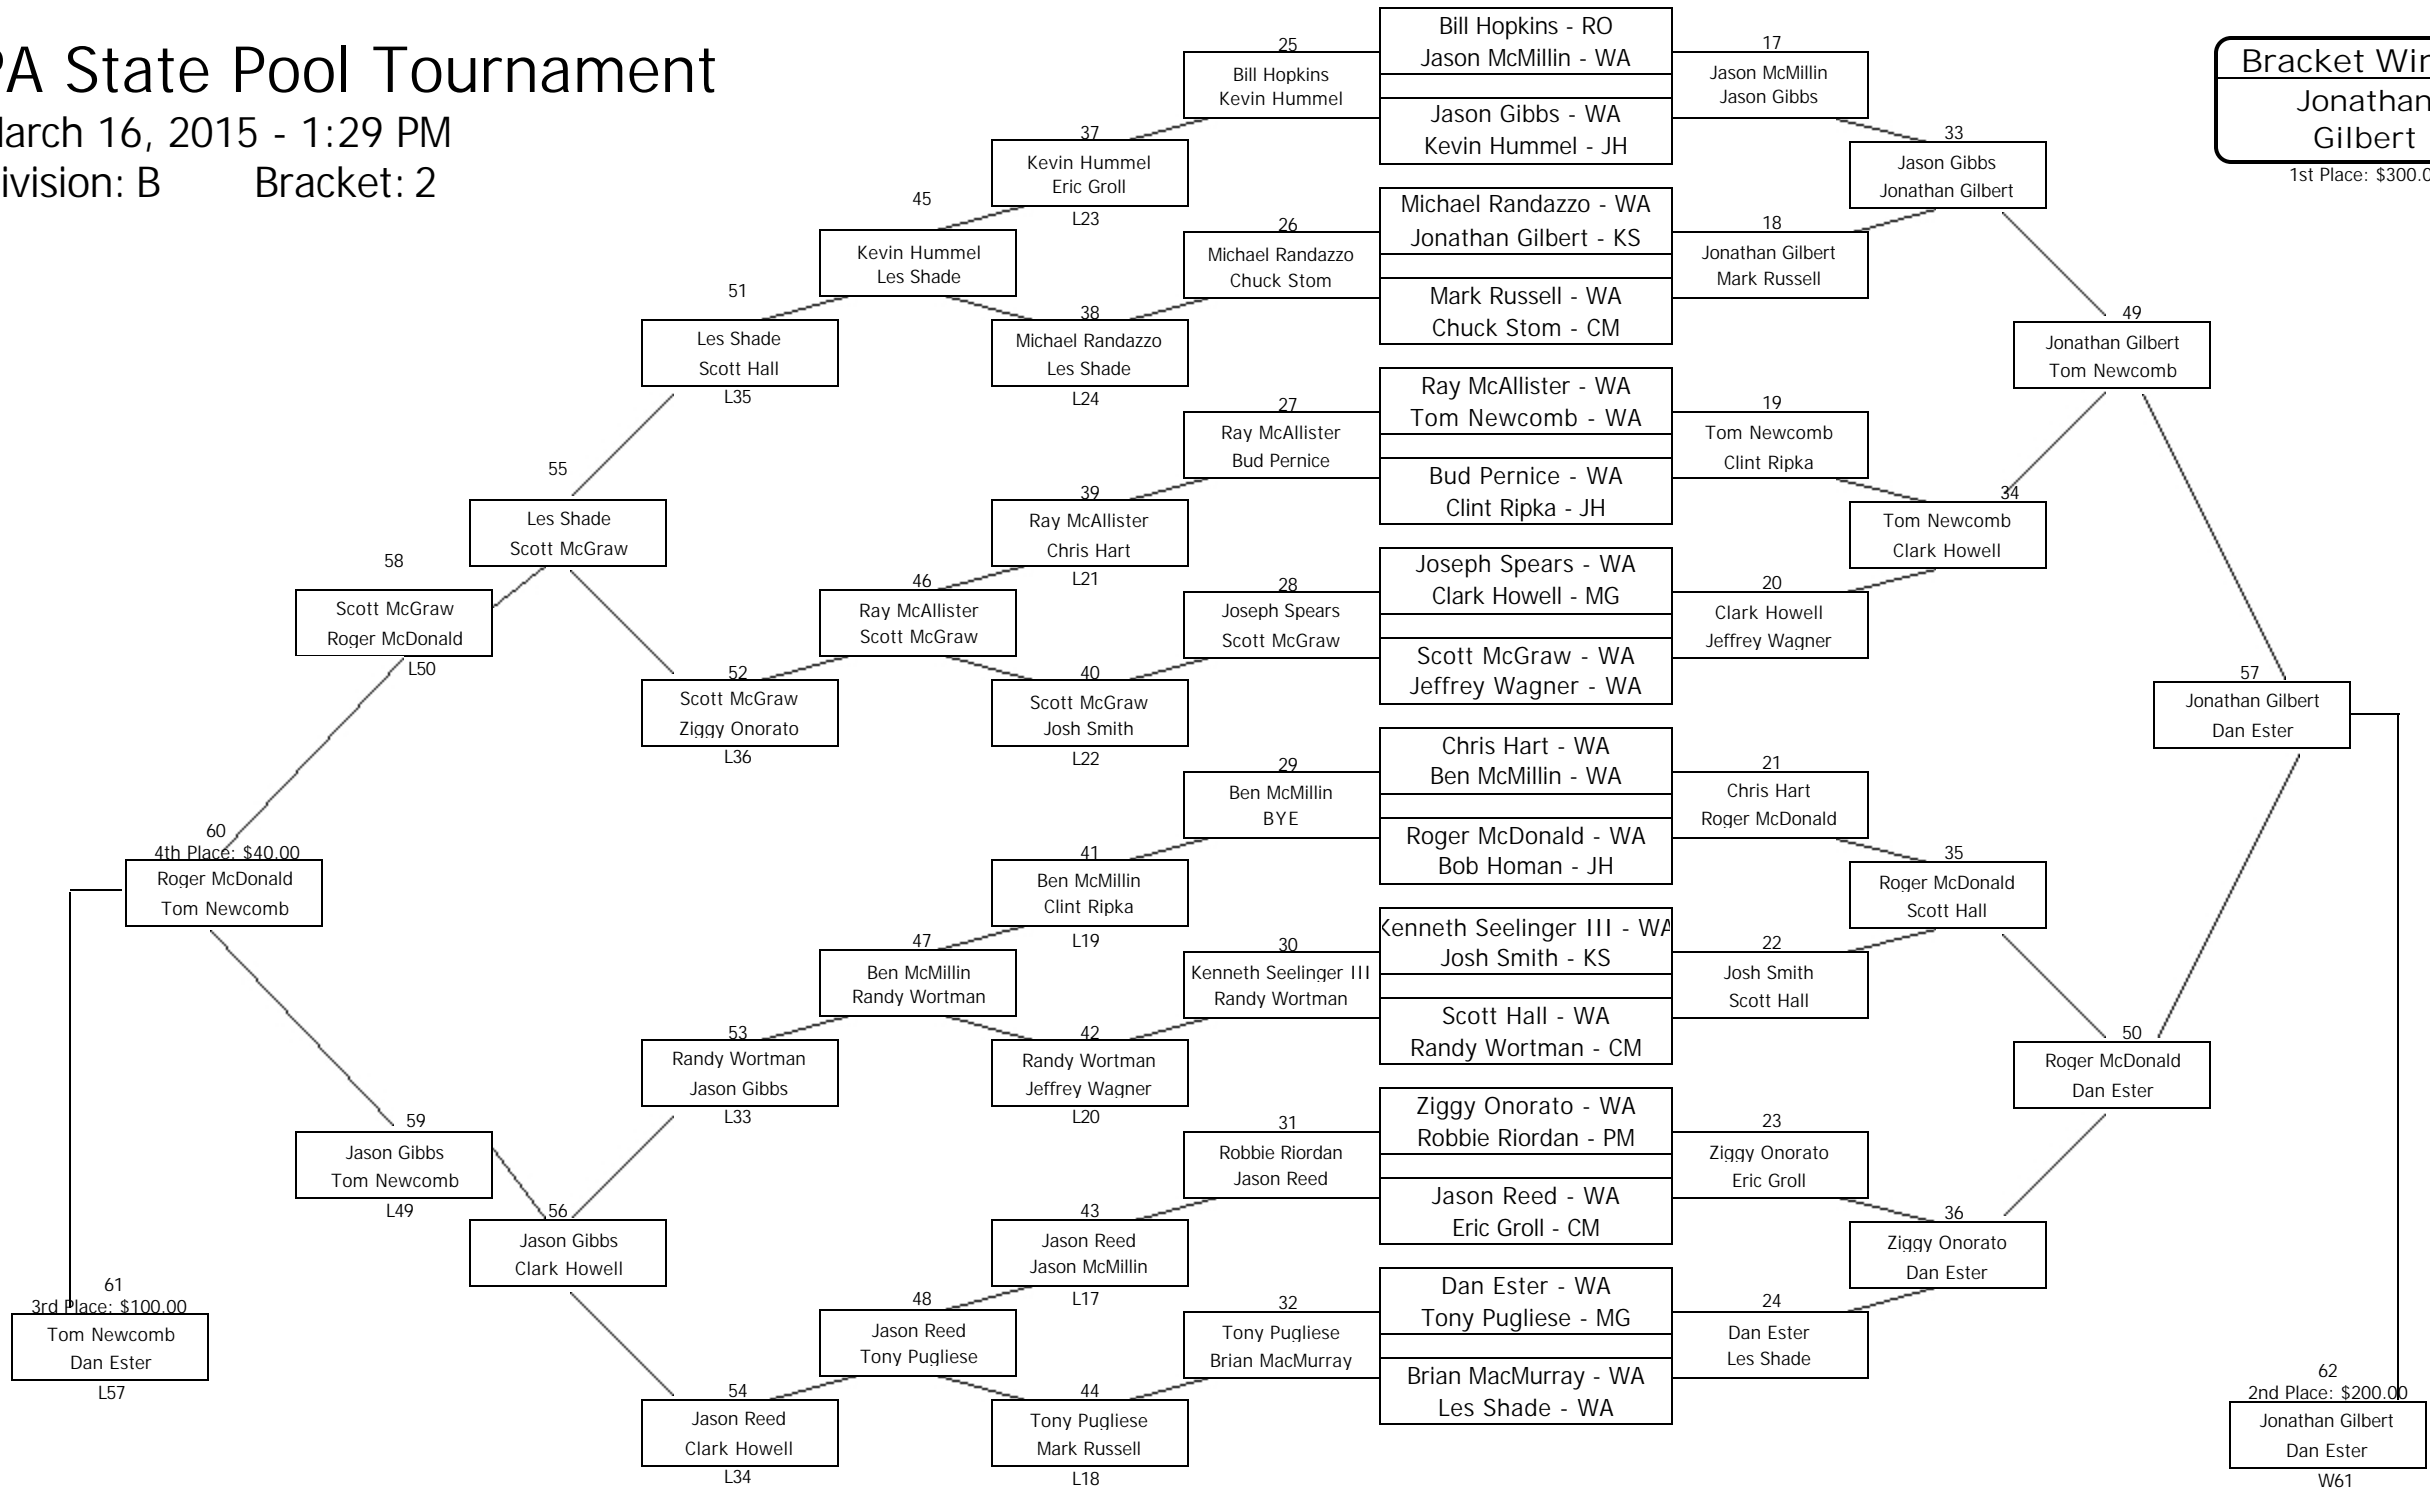 PA State Pool Tournament
March 16, 2015 - 1:29 PM
Division: B Bracket: 2
Bracket Win
Jonathan
Gilbert
1st Place: $300.0
60
4th Place: $40.00
Roger McDonald
Tom Newcomb
61
3rd Place: $100.00
Tom Newcomb
Dan Ester
L57
58
Scott McGraw
Roger McDonald
L50
59
Jason Gibbs
Tom Newcomb
L49
55
Les Shade
Scott McGraw
56
Jason Gibbs
Clark Howell
51
Les Shade
Scott Hall
L35
52
Scott McGraw
Ziggy Onorato
L36
53
Randy Wortman
Jason Gibbs
L33
54
Jason Reed
Clark Howell
L34
45
Kevin Hummel
Les Shade
46
Ray McAllister
Scott McGraw
47
Ben McMillin
Randy Wortman
48
Jason Reed
Tony Pugliese
37
Kevin Hummel
Eric Groll
L23
38
Michael Randazzo
Les Shade
L24
39
Ray McAllister
Chris Hart
L21
40
Scott McGraw
Josh Smith
L22
41
Ben McMillin
Clint Ripka
L19
42
Randy Wortman
Jeffrey Wagner
L20
43
Jason Reed
Jason McMillin
L17
44
Tony Pugliese
Mark Russell
L18
25
Bill Hopkins
Kevin Hummel
26
Michael Randazzo
Chuck Stom
27
Ray McAllister
Bud Pernice
28
Joseph Spears
Scott McGraw
29
Ben McMillin
BYE
30
Kenneth Seelinger III
Randy Wortman
31
Robbie Riordan
Jason Reed
32
Tony Pugliese
Brian MacMurray
Bill Hopkins - RO
Jason McMillin - WA
Jason Gibbs - WA
Kevin Hummel - JH
Michael Randazzo - WA
Jonathan Gilbert - KS
Mark Russell - WA
Chuck Stom - CM
Ray McAllister - WA
Tom Newcomb - WA
Bud Pernice - WA
Clint Ripka - JH
Joseph Spears - WA
Clark Howell - MG
Scott McGraw - WA
Jeffrey Wagner - WA
Chris Hart - WA
Ben McMillin - WA
Roger McDonald - WA
Bob Homan - JH
Kenneth Seelinger III - WA
Josh Smith - KS
Scott Hall - WA
Randy Wortman - CM
Ziggy Onorato - WA
Robbie Riordan - PM
Jason Reed - WA
Eric Groll - CM
Dan Ester - WA
Tony Pugliese - MG
Brian MacMurray - WA
Les Shade - WA
17
Jason McMillin
Jason Gibbs
18
Jonathan Gilbert
Mark Russell
19
Tom Newcomb
Clint Ripka
20
Clark Howell
Jeffrey Wagner
21
Chris Hart
Roger McDonald
22
Josh Smith
Scott Hall
23
Ziggy Onorato
Eric Groll
24
Dan Ester
Les Shade
33
Jason Gibbs
Jonathan Gilbert
34
Tom Newcomb
Clark Howell
35
Roger McDonald
Scott Hall
36
Ziggy Onorato
Dan Ester
49
Jonathan Gilbert
Tom Newcomb
50
Roger McDonald
Dan Ester
57
Jonathan Gilbert
Dan Ester
62
2nd Place: $200.00
Jonathan Gilbert
Dan Ester
W61